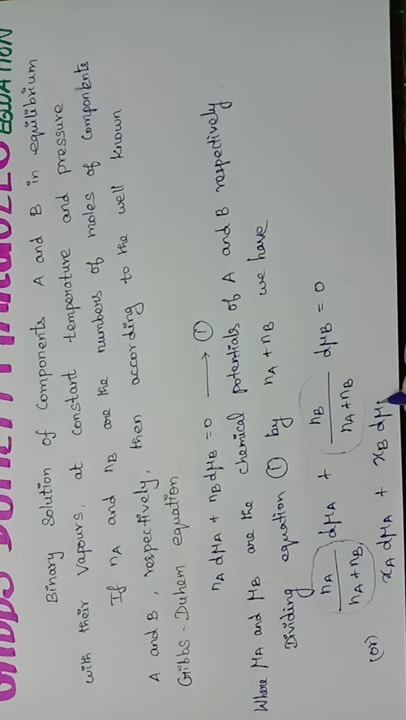 GIBBS DUHEM MARGULES EQUATION
Binary Solution of Components A and B in equilibrium
with their Vapours, at Constant temperature and pressure
If nA and nB are the numbers of moles of Components
A and B, respectively, then according to the well known
Gibbs - Duhem equation
nA dμA + nB dμB = 0 → ①
Where μA and μB are the chemical potentials of A and B respectively.
Dividing equation ① by nA + nB we have
nA/nA+nB dμA + nB/nA+nB dμB = 0
(or) xA dμA + xB dμ